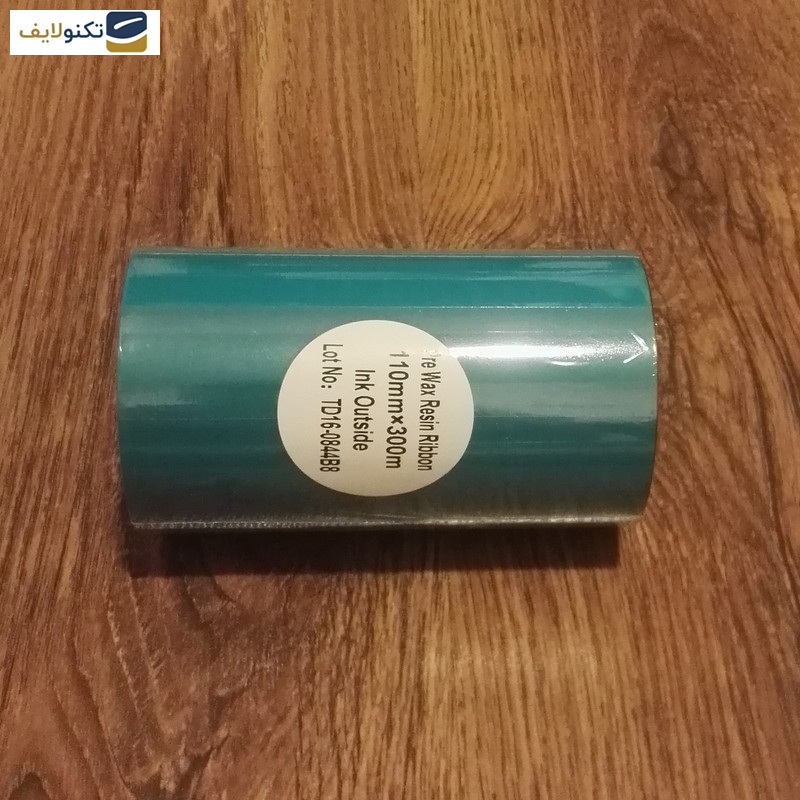 تکنولایف
Wax Resin Ribbon
110mm×300m
Ink Outside
Lot No: TD16-0844B8